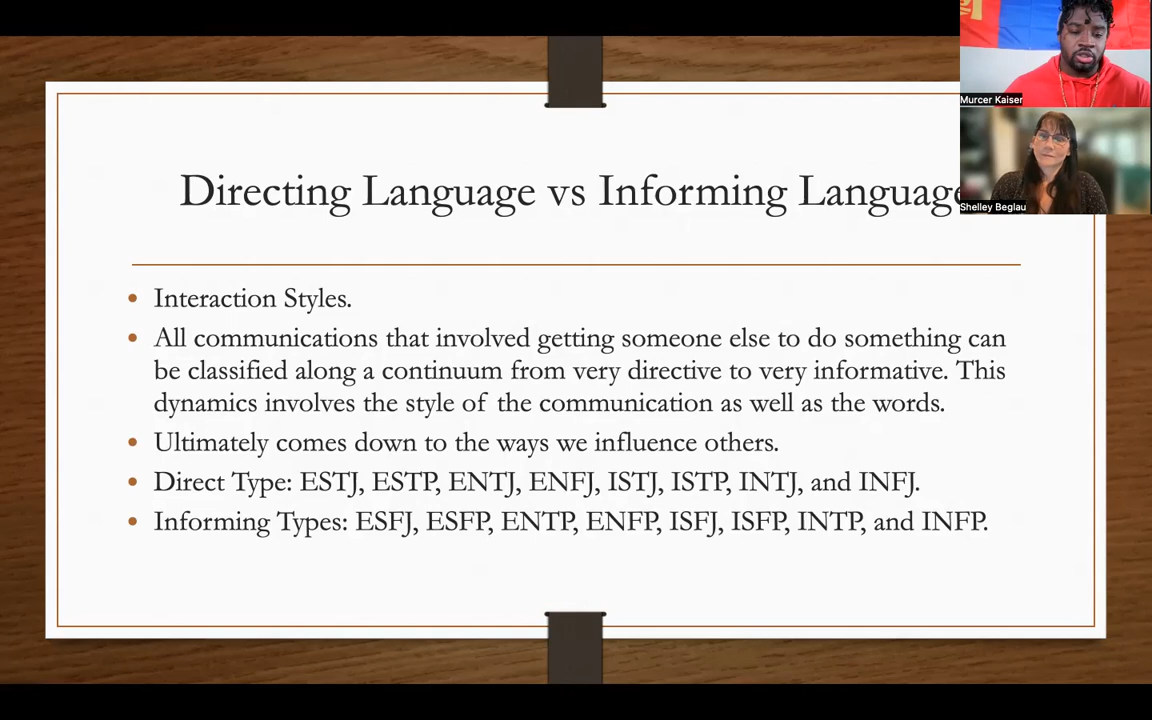 Directing Language vs Informing Language
Murcer Kaiser
Shelley Beglau
Interaction Styles.
All communications that involved getting someone else to do something can
be classified along a continuum from very directive to very informative. This
dynamics involves the style of the communication as well as the words.
Ultimately comes down to the ways we influence others.
Direct Type: ESTJ, ESTP, ENTJ, ENFJ, ISTJ, ISTP, INTJ, and INFJ.
Informing Types: ESFJ, ESFP, ENTP, ENFP, ISFJ, ISFP, INTP, and INFP.